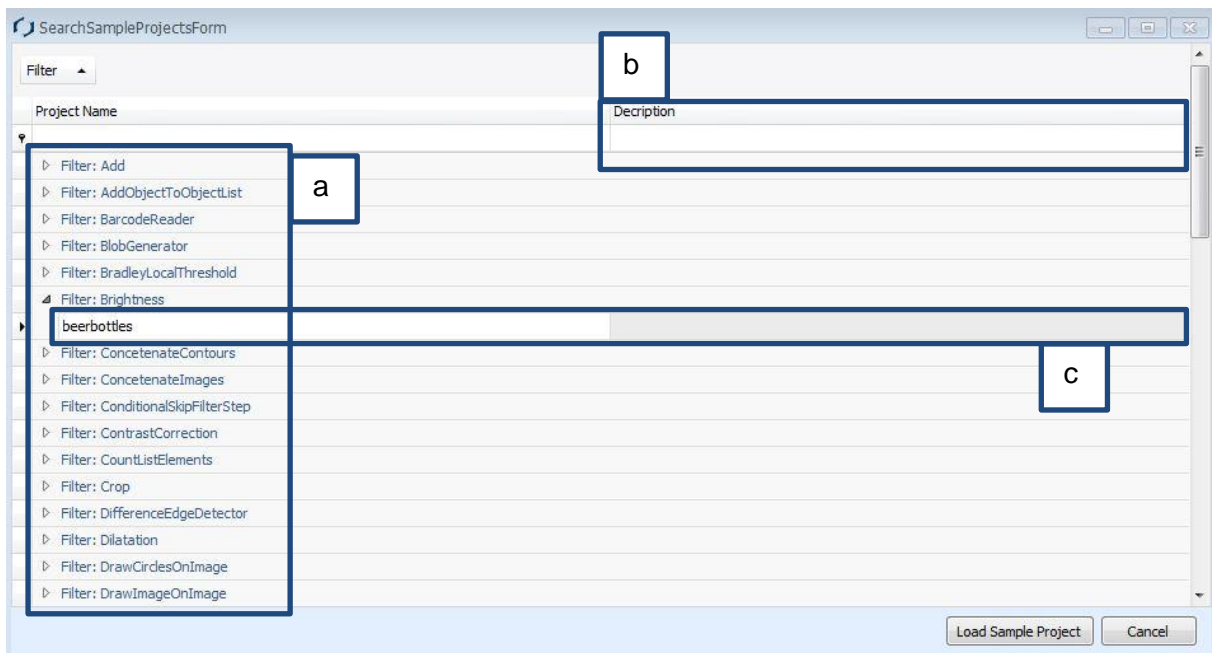 SearchSampleProjectsForm
b
Filter
Project Name Decription
Filter: Add
a
Filter: AddObjectToObjectList
Filter: BarcodeReader
Filter: BlobGenerator
Filter: BradleyLocalThreshold
Filter: Brightness
beerbottles
Filter: ConcetenateContours
c
Filter: ConcetenateImages
Filter: ConditionalSkipFilterStep
Filter: ContrastCorrection
Filter: CountListElements
Filter: Crop
Filter: DifferenceEdgeDetector
Filter: Dilatation
Filter: DrawCirclesOnImage
Filter: DrawImageOnImage
Load Sample Project Cancel